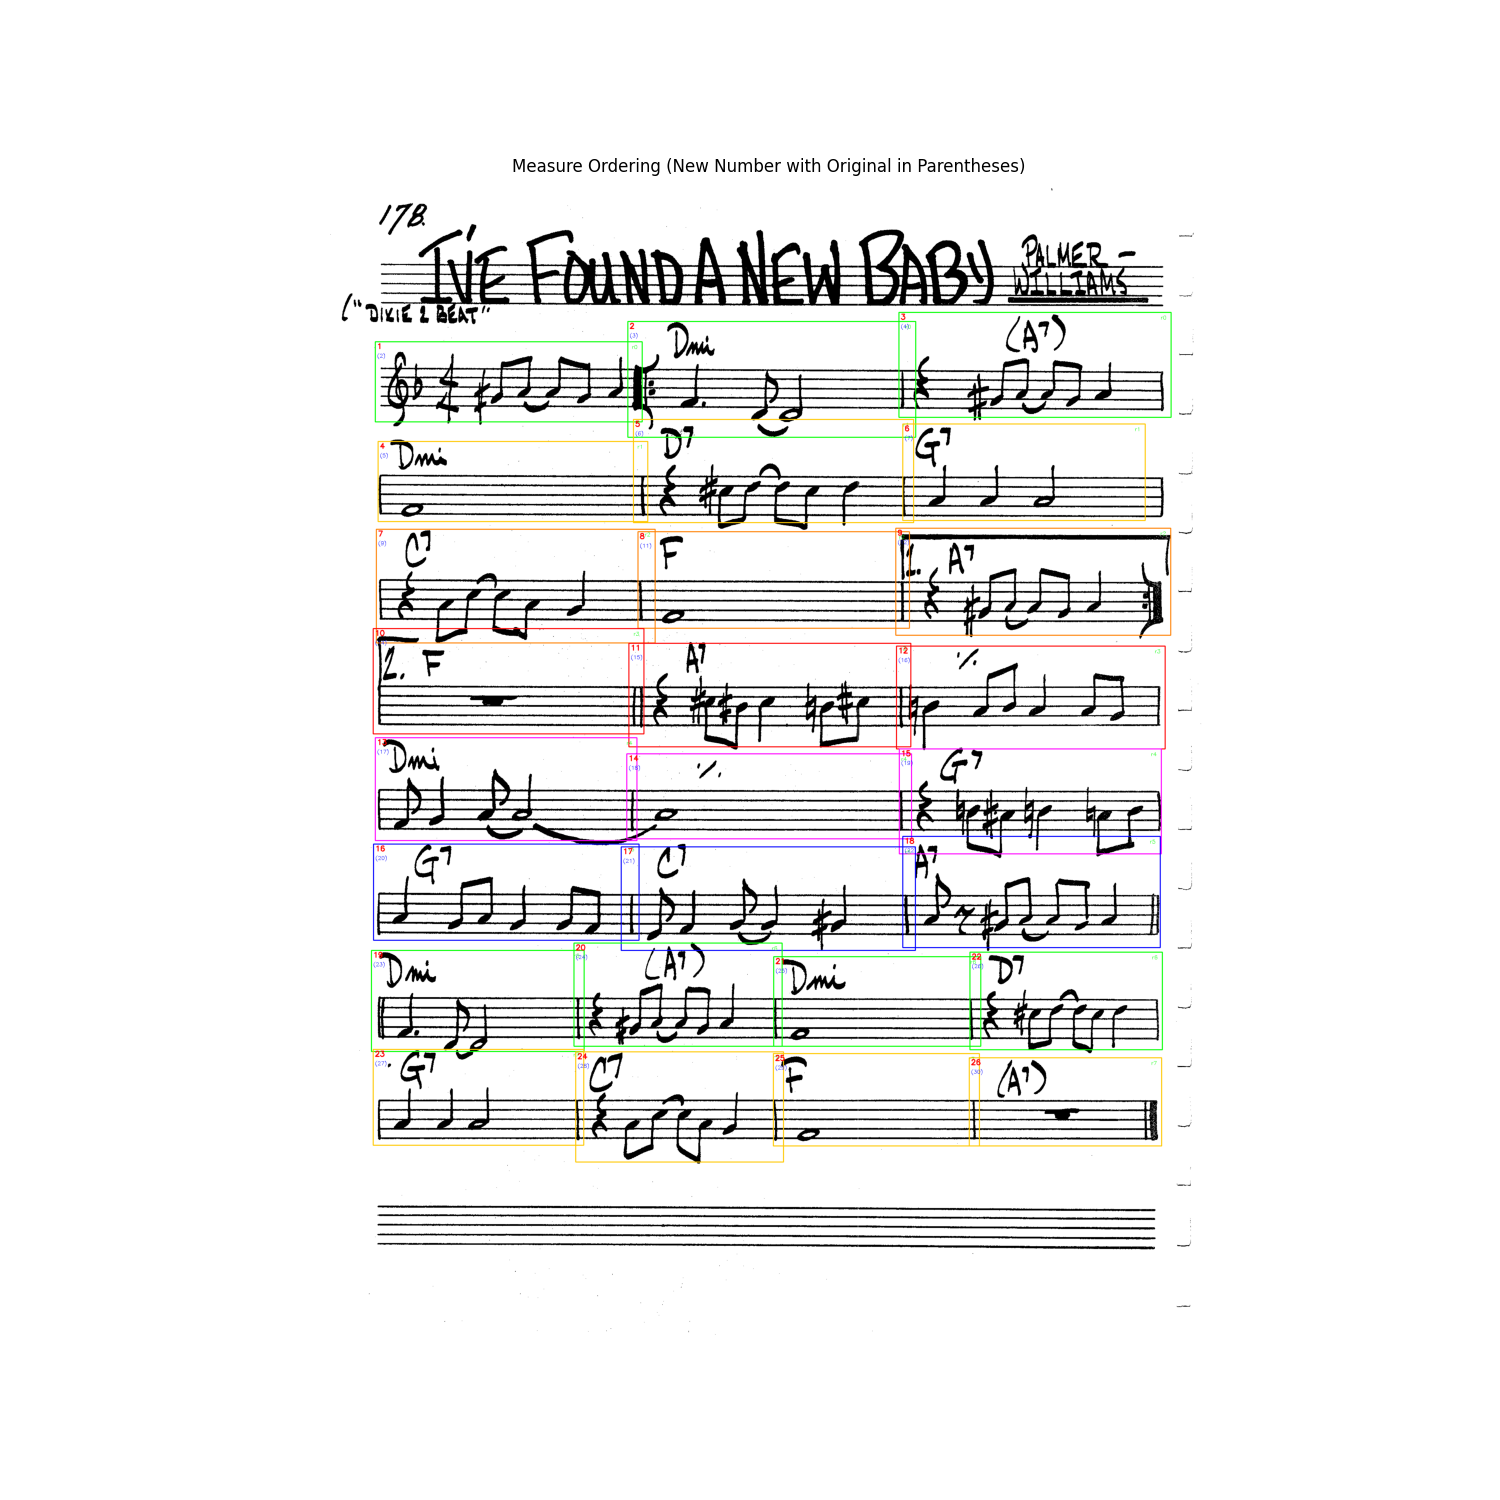 Measure Ordering (New Number with Original in Parentheses)
178.
I'VE FOUND A NEW BABY
PALMER –
WILLIAMS
("DIXIE 2 BEAT"
1 2 Dmi 3 (A7)
(2) (3) (4)
4 Dmi 5 D7 6 G7
(5) (6) (7)
7 C7 8 F 9 1. A7
(9) (11)
10 2. F 11 A7 12 ٪
(15) (16)
13 Dmi 14 ٪ 15 G7
(17) (18) (19)
16 G7 17 C7 18 A7
(20) (21)
19 Dmi 20 (A7) 21 Dmi 22 D7
(23) (24) (25) (26)
23 G7 24 C7 25 F 26 (A7)
(27) (28) (29) (30)